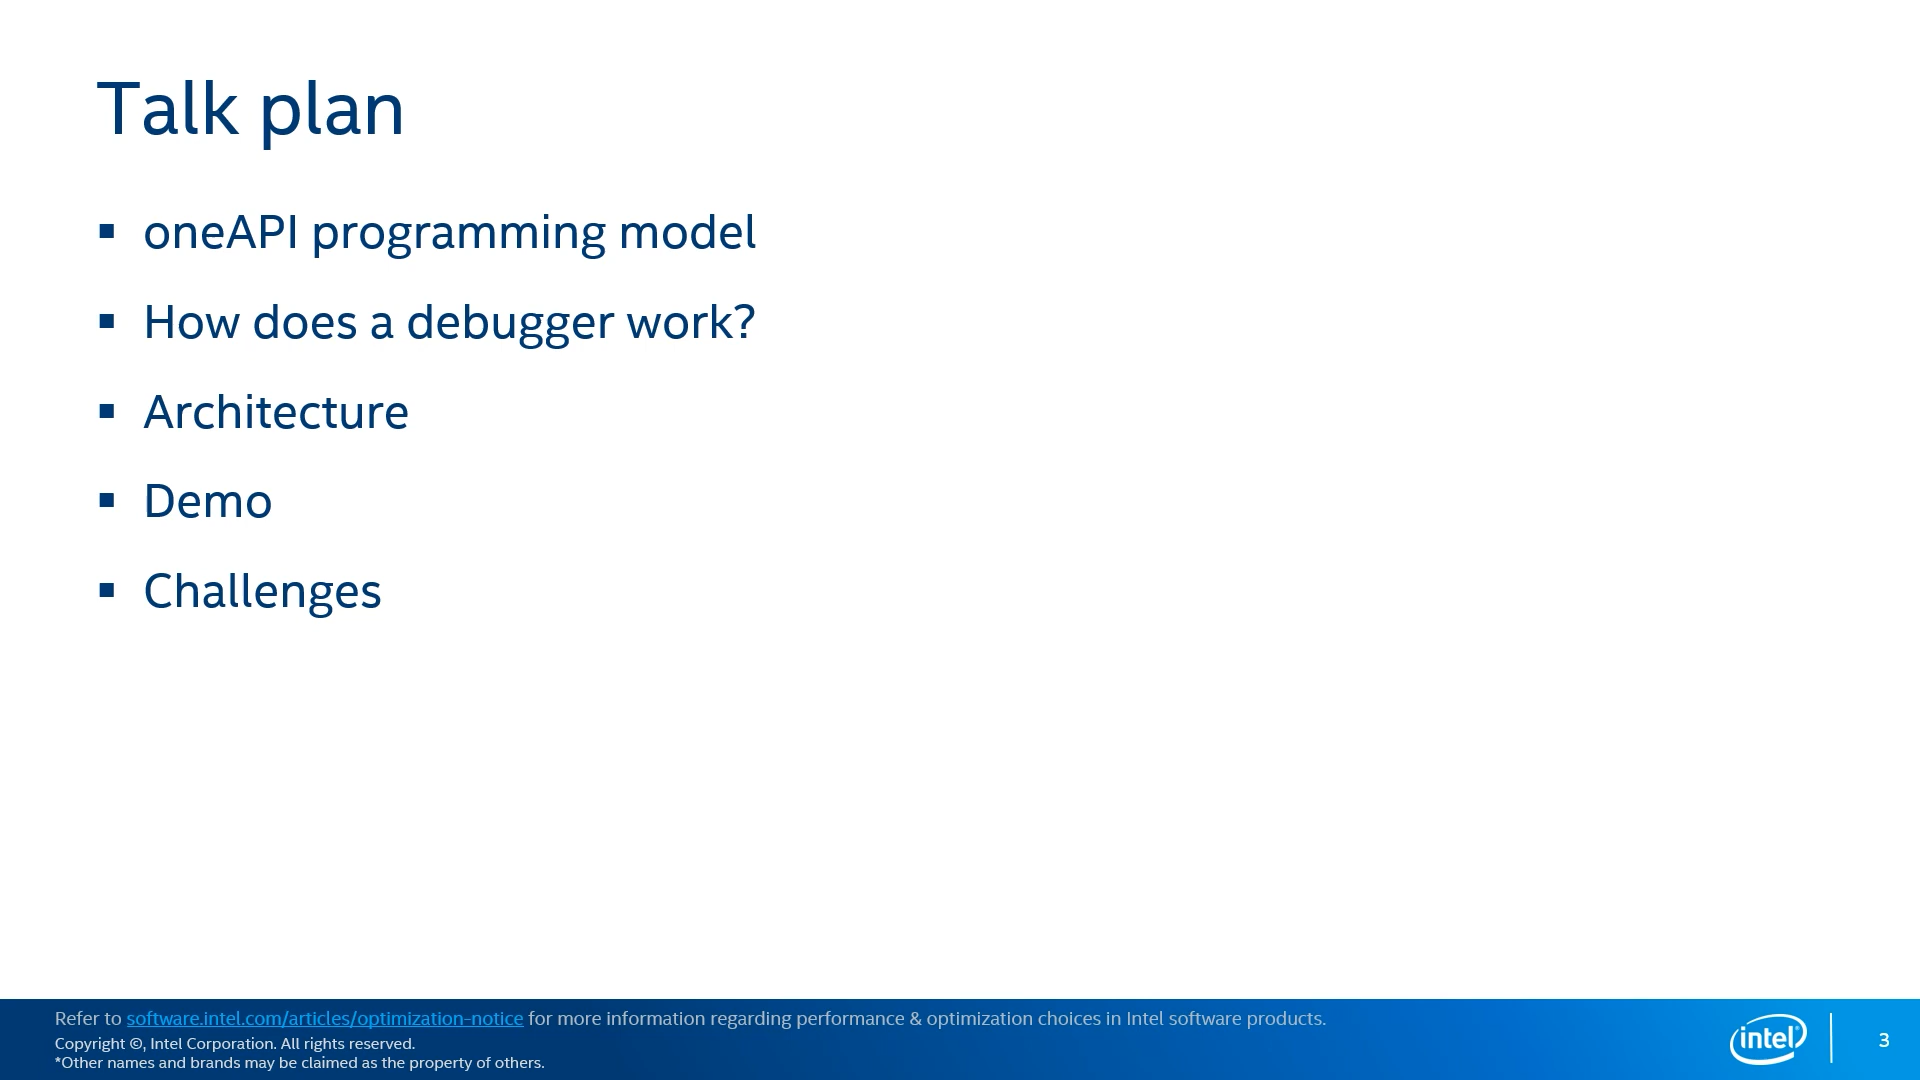 Talk plan
▪ oneAPI programming model
▪ How does a debugger work?
▪ Architecture
▪ Demo
▪ Challenges
Refer to software.intel.com/articles/optimization-notice for more information regarding performance & optimization choices in Intel software products.
Copyright ©, Intel Corporation. All rights reserved.
*Other names and brands may be claimed as the property of others.
intel®
3